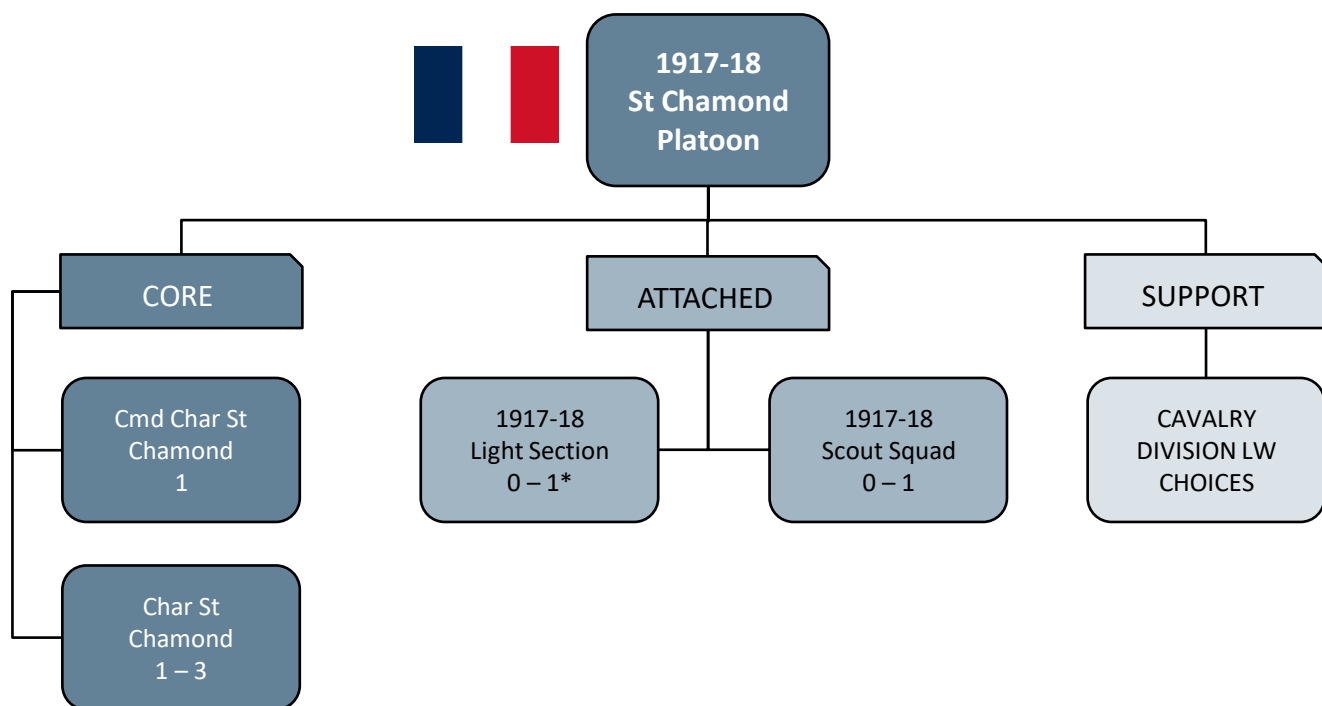 1917-18
St Chamond
Platoon
CORE
ATTACHED
SUPPORT
Cmd Char St
Chamond
1
1917-18
Light Section
0 – 1*
1917-18
Scout Squad
0 – 1
CAVALRY
DIVISION LW
CHOICES
Char St
Chamond
1 – 3